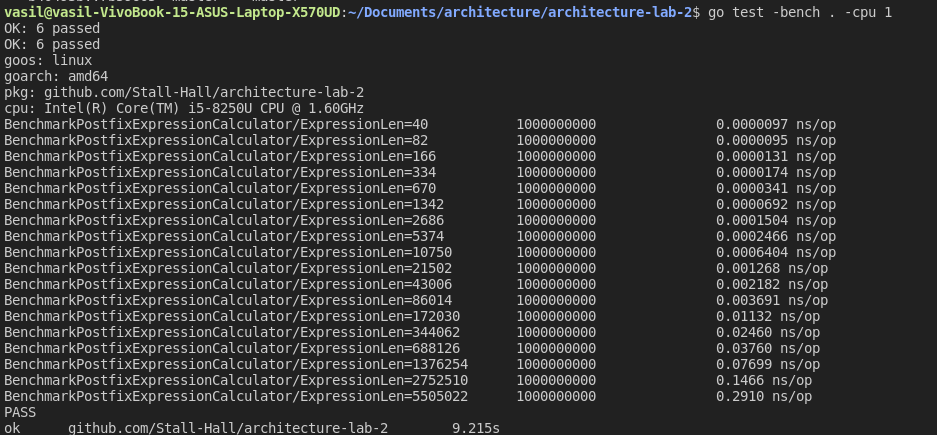 vasil@vasil-VivoBook-15-ASUS-Laptop-X570UD:~/Documents/architecture/architecture-lab-2$ go test -bench . -cpu 1
OK: 6 passed
OK: 6 passed
goos: linux
goarch: amd64
pkg: github.com/Stall-Hall/architecture-lab-2
cpu: Intel(R) Core(TM) i5-8250U CPU @ 1.60GHz
BenchmarkPostfixExpressionCalculator/ExpressionLen=40 1000000000 0.0000097 ns/op
BenchmarkPostfixExpressionCalculator/ExpressionLen=82 1000000000 0.0000095 ns/op
BenchmarkPostfixExpressionCalculator/ExpressionLen=166 1000000000 0.0000131 ns/op
BenchmarkPostfixExpressionCalculator/ExpressionLen=334 1000000000 0.0000174 ns/op
BenchmarkPostfixExpressionCalculator/ExpressionLen=670 1000000000 0.0000341 ns/op
BenchmarkPostfixExpressionCalculator/ExpressionLen=1342 1000000000 0.0000692 ns/op
BenchmarkPostfixExpressionCalculator/ExpressionLen=2686 1000000000 0.0001504 ns/op
BenchmarkPostfixExpressionCalculator/ExpressionLen=5374 1000000000 0.0002466 ns/op
BenchmarkPostfixExpressionCalculator/ExpressionLen=10750 1000000000 0.0006404 ns/op
BenchmarkPostfixExpressionCalculator/ExpressionLen=21502 1000000000 0.001268 ns/op
BenchmarkPostfixExpressionCalculator/ExpressionLen=43006 1000000000 0.002182 ns/op
BenchmarkPostfixExpressionCalculator/ExpressionLen=86014 1000000000 0.003691 ns/op
BenchmarkPostfixExpressionCalculator/ExpressionLen=172030 1000000000 0.01132 ns/op
BenchmarkPostfixExpressionCalculator/ExpressionLen=344062 1000000000 0.02460 ns/op
BenchmarkPostfixExpressionCalculator/ExpressionLen=688126 1000000000 0.03760 ns/op
BenchmarkPostfixExpressionCalculator/ExpressionLen=1376254 1000000000 0.07699 ns/op
BenchmarkPostfixExpressionCalculator/ExpressionLen=2752510 1000000000 0.1466 ns/op
BenchmarkPostfixExpressionCalculator/ExpressionLen=5505022 1000000000 0.2910 ns/op
PASS
ok github.com/Stall-Hall/architecture-lab-2 9.215s